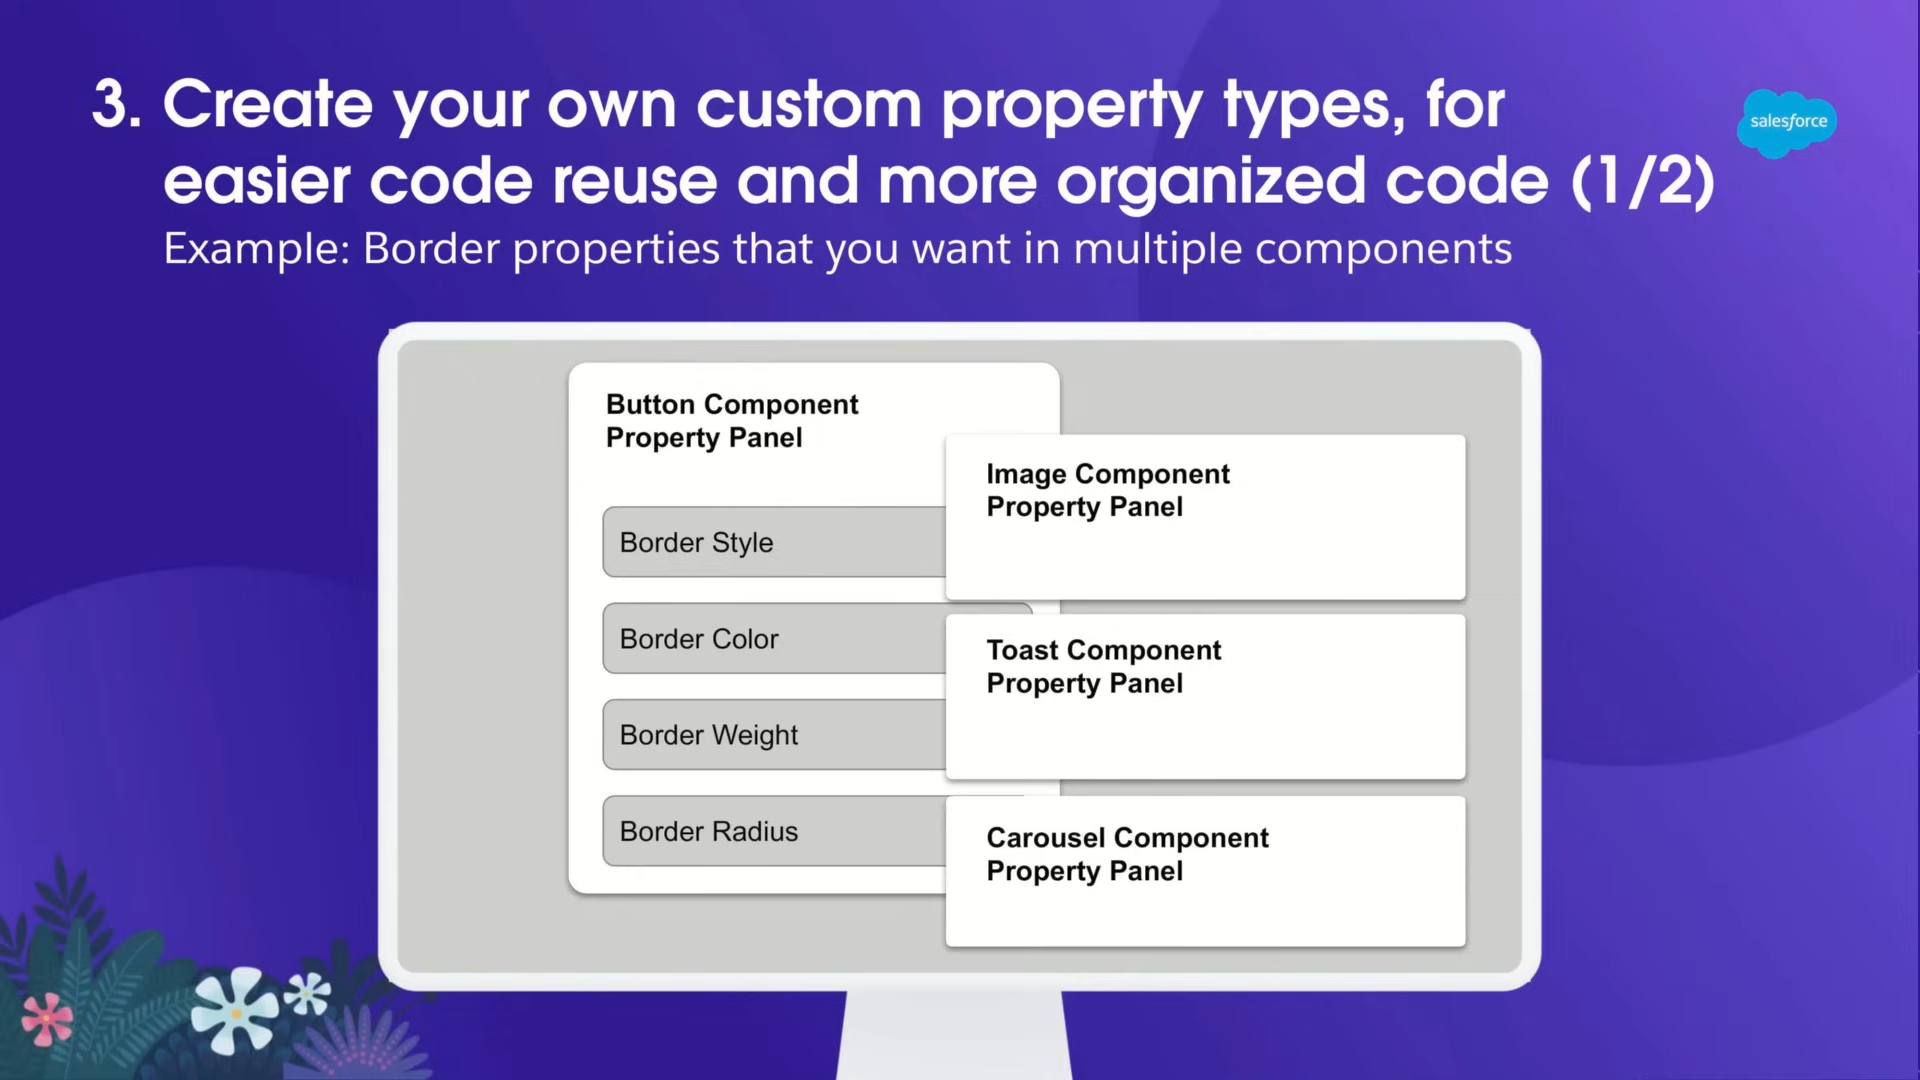 3. Create your own custom property types, for
easier code reuse and more organized code (1/2)
Example: Border properties that you want in multiple components
salesforce
Button Component
Property Panel
Border Style
Border Color
Border Weight
Border Radius
Image Component
Property Panel
Toast Component
Property Panel
Carousel Component
Property Panel